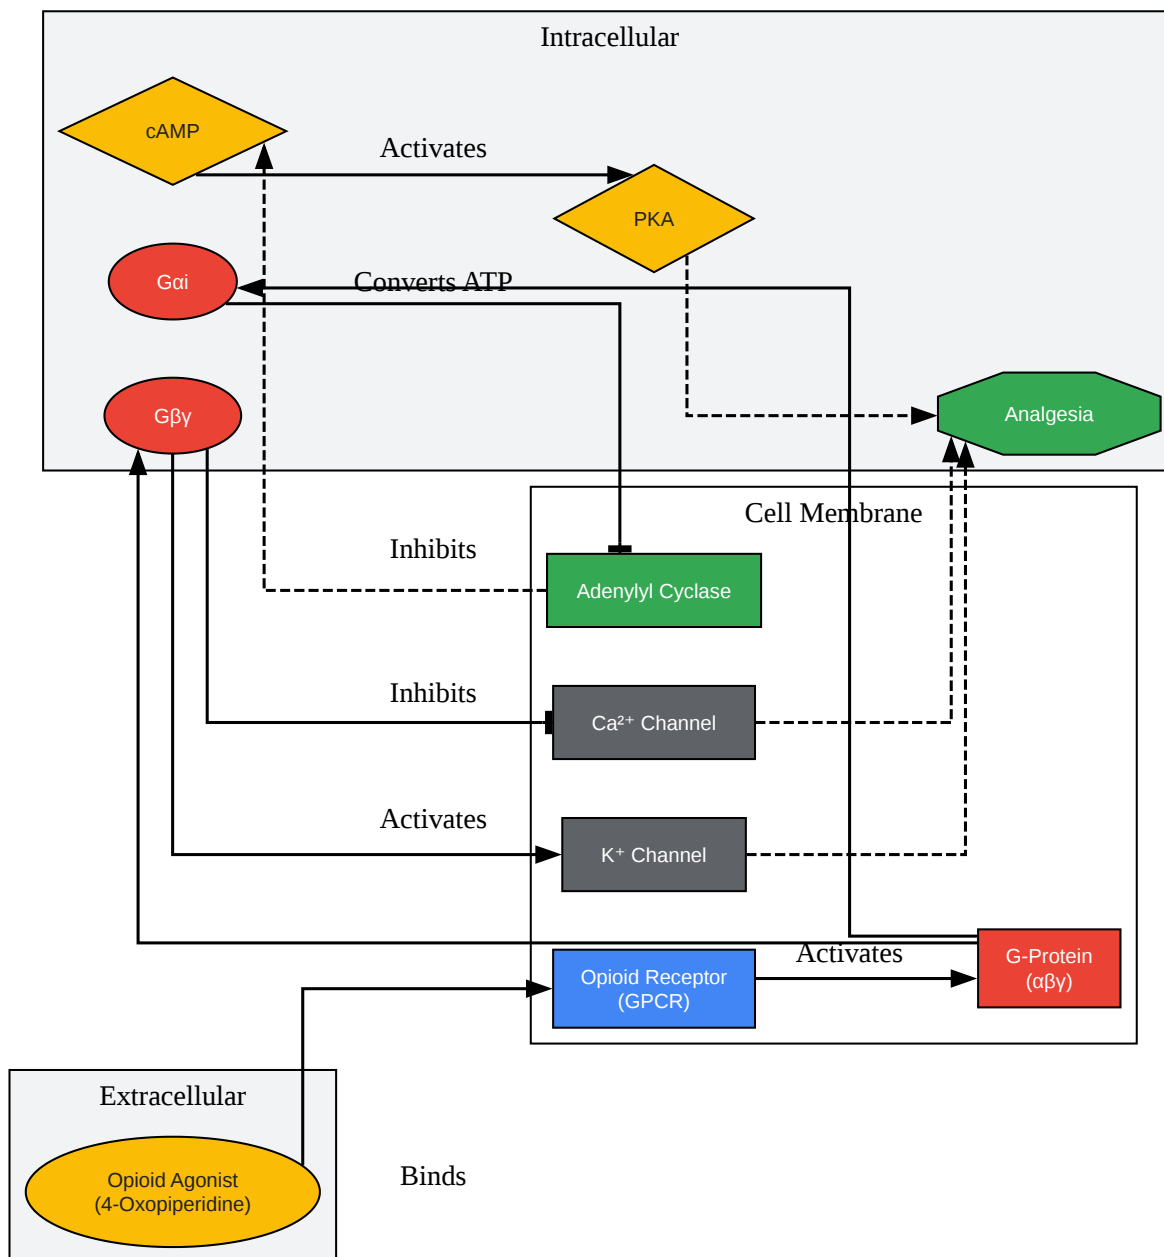 Intracellular
cAMP
Activates
PKA
Gαi
Converts ATP
Gβγ
Analgesia
Cell Membrane
Inhibits
Adenylyl Cyclase
Inhibits
Ca²⁺ Channel
Activates
K⁺ Channel
Activates
Opioid Receptor
(GPCR)
G-Protein
(αβγ)
Extracellular
Opioid Agonist
(4-Oxopiperidine)
Binds